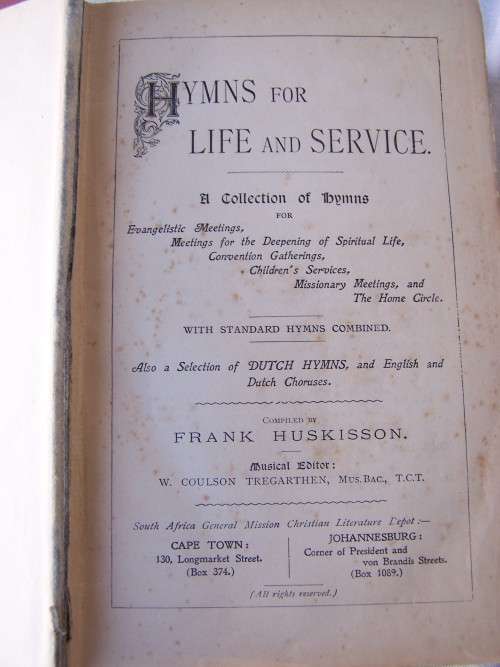 HYMNS FOR
LIFE AND SERVICE.
A Collection of Hymns
FOR
Evangelistic Meetings,
Meetings for the Deepening of Spiritual Life,
Convention Gatherings,
Children's Services,
Missionary Meetings, and
The Home Circle.
WITH STANDARD HYMNS COMBINED.
Also a Selection of DUTCH HYMNS, and English and
Dutch Choruses.
COMPILED BY
FRANK HUSKISSON.
Musical Editor:
W. COULSON TREGARTHEN, MUS.BAC., T.C.T.
South Africa General Mission Christian Literature Depot:—
CAPE TOWN:
130, Longmarket Street.
(Box 374.)
JOHANNESBURG:
Corner of President and
von Brandis Streets.
(Box 1089.)
(All rights reserved.)